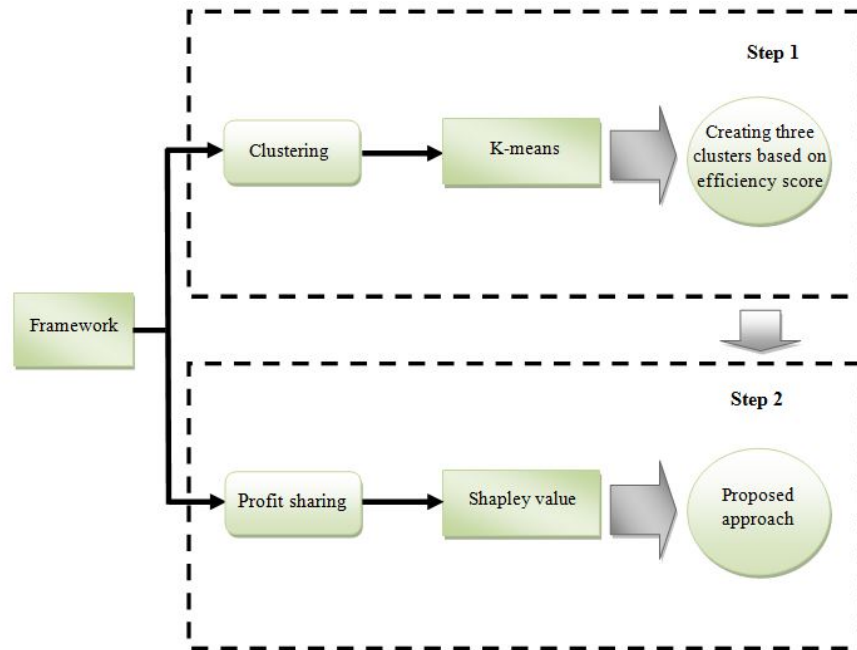 Framework
Step 1
Clustering
K-means
Creating three
clusters based on
efficiency score
Step 2
Profit sharing
Shapley value
Proposed
approach